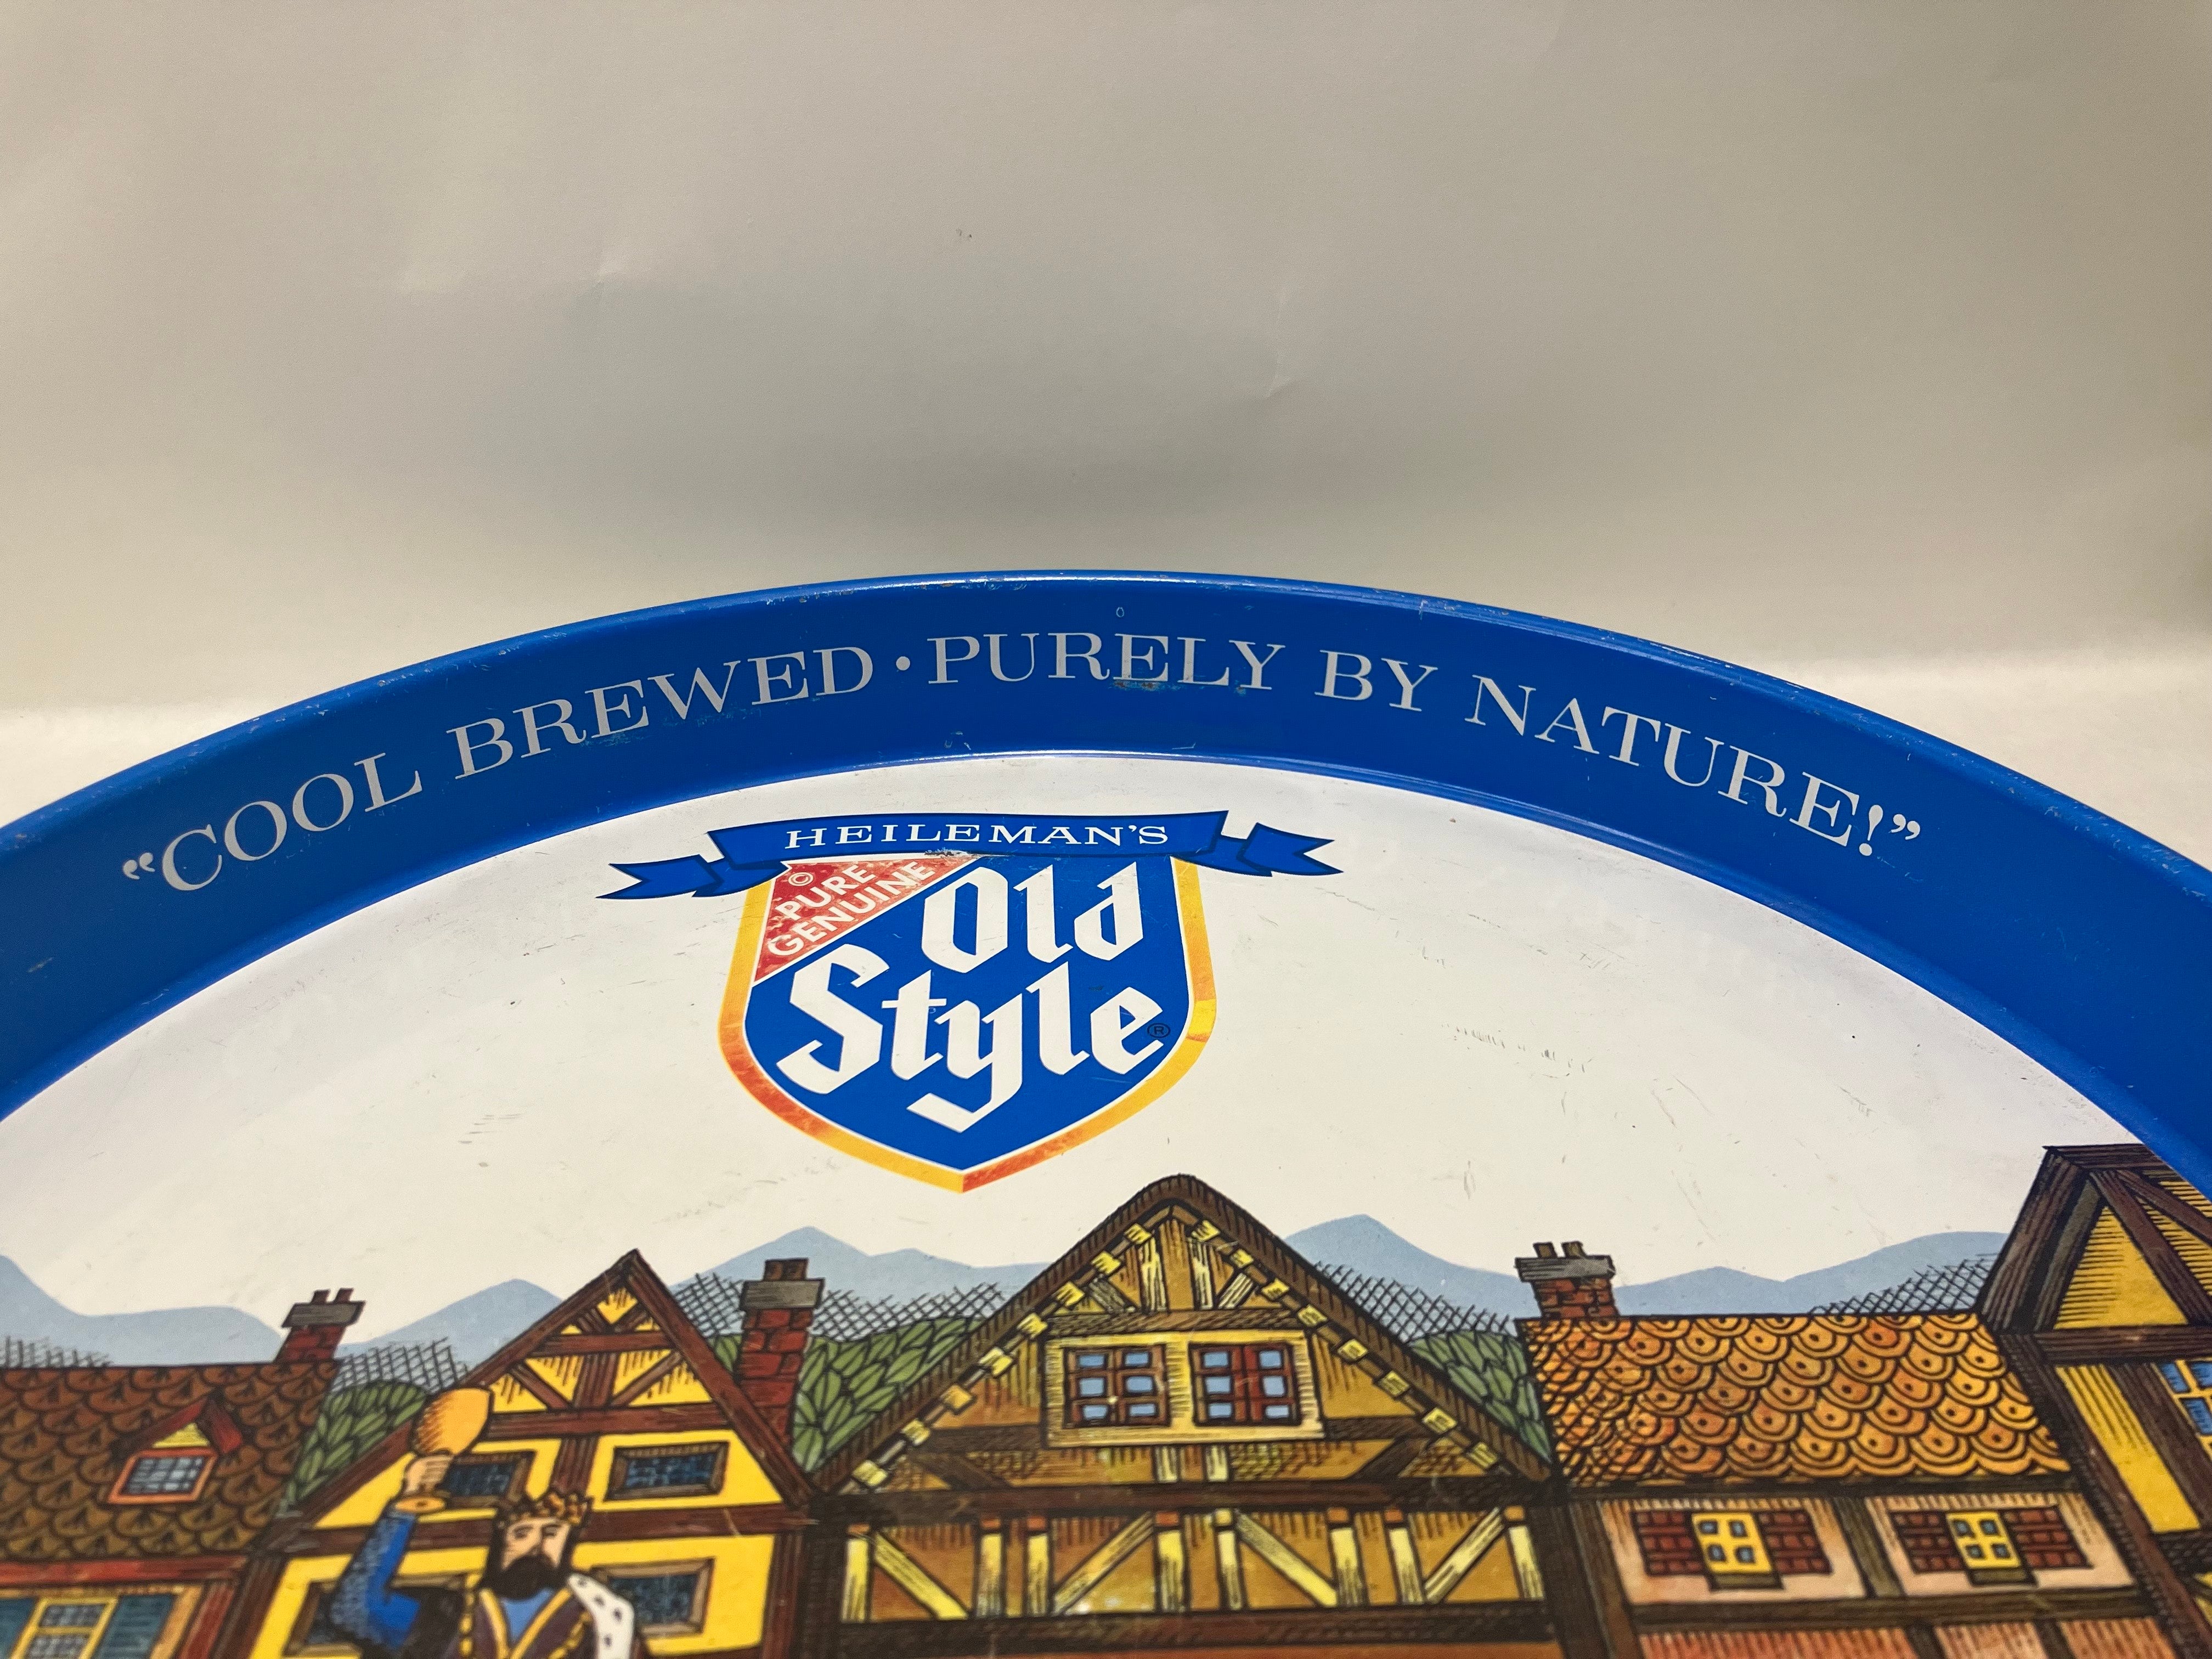 “COOL BREWED · PURELY BY NATURE!”
HEILEMAN'S
©
PURE
GENUINE
Old
Style®